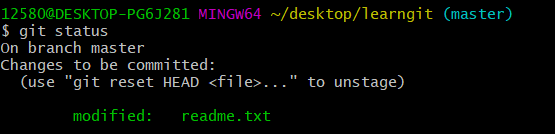 12580@DESKTOP-PG6J281 MINGW64 ~/desktop/learngit (master)
$ git status
On branch master
Changes to be committed:
  (use "git reset HEAD <file>..." to unstage)

        modified:   readme.txt